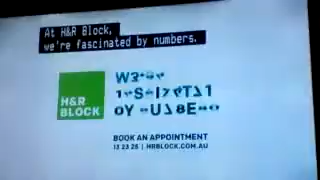 At H&R Block,
we're fascinated by numbers.
H&R
BLOCK
BOOK AN APPOINTMENT
13 23 25 | HRBLOCK.COM.AU